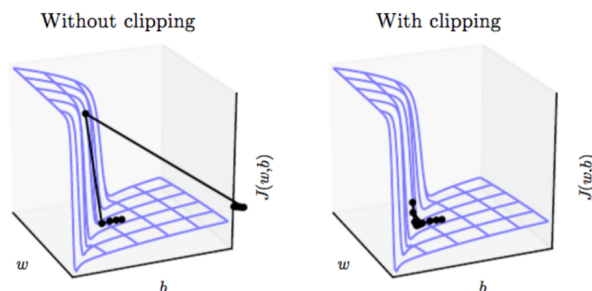 Without clipping
With clipping
J(w,b)
w
b
J(w,b)
w
b